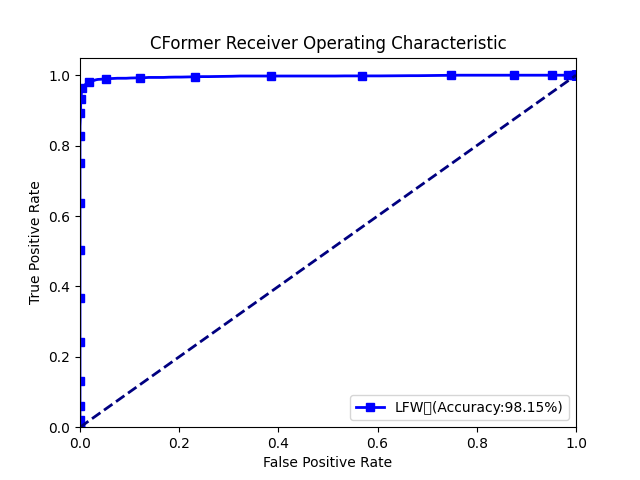 CFormer Receiver Operating Characteristic
True Positive Rate
1.0
0.8
0.6
0.4
0.2
0.0
0.0 0.2 0.4 0.6 0.8 1.0
False Positive Rate
LFW(Accuracy:98.15%)